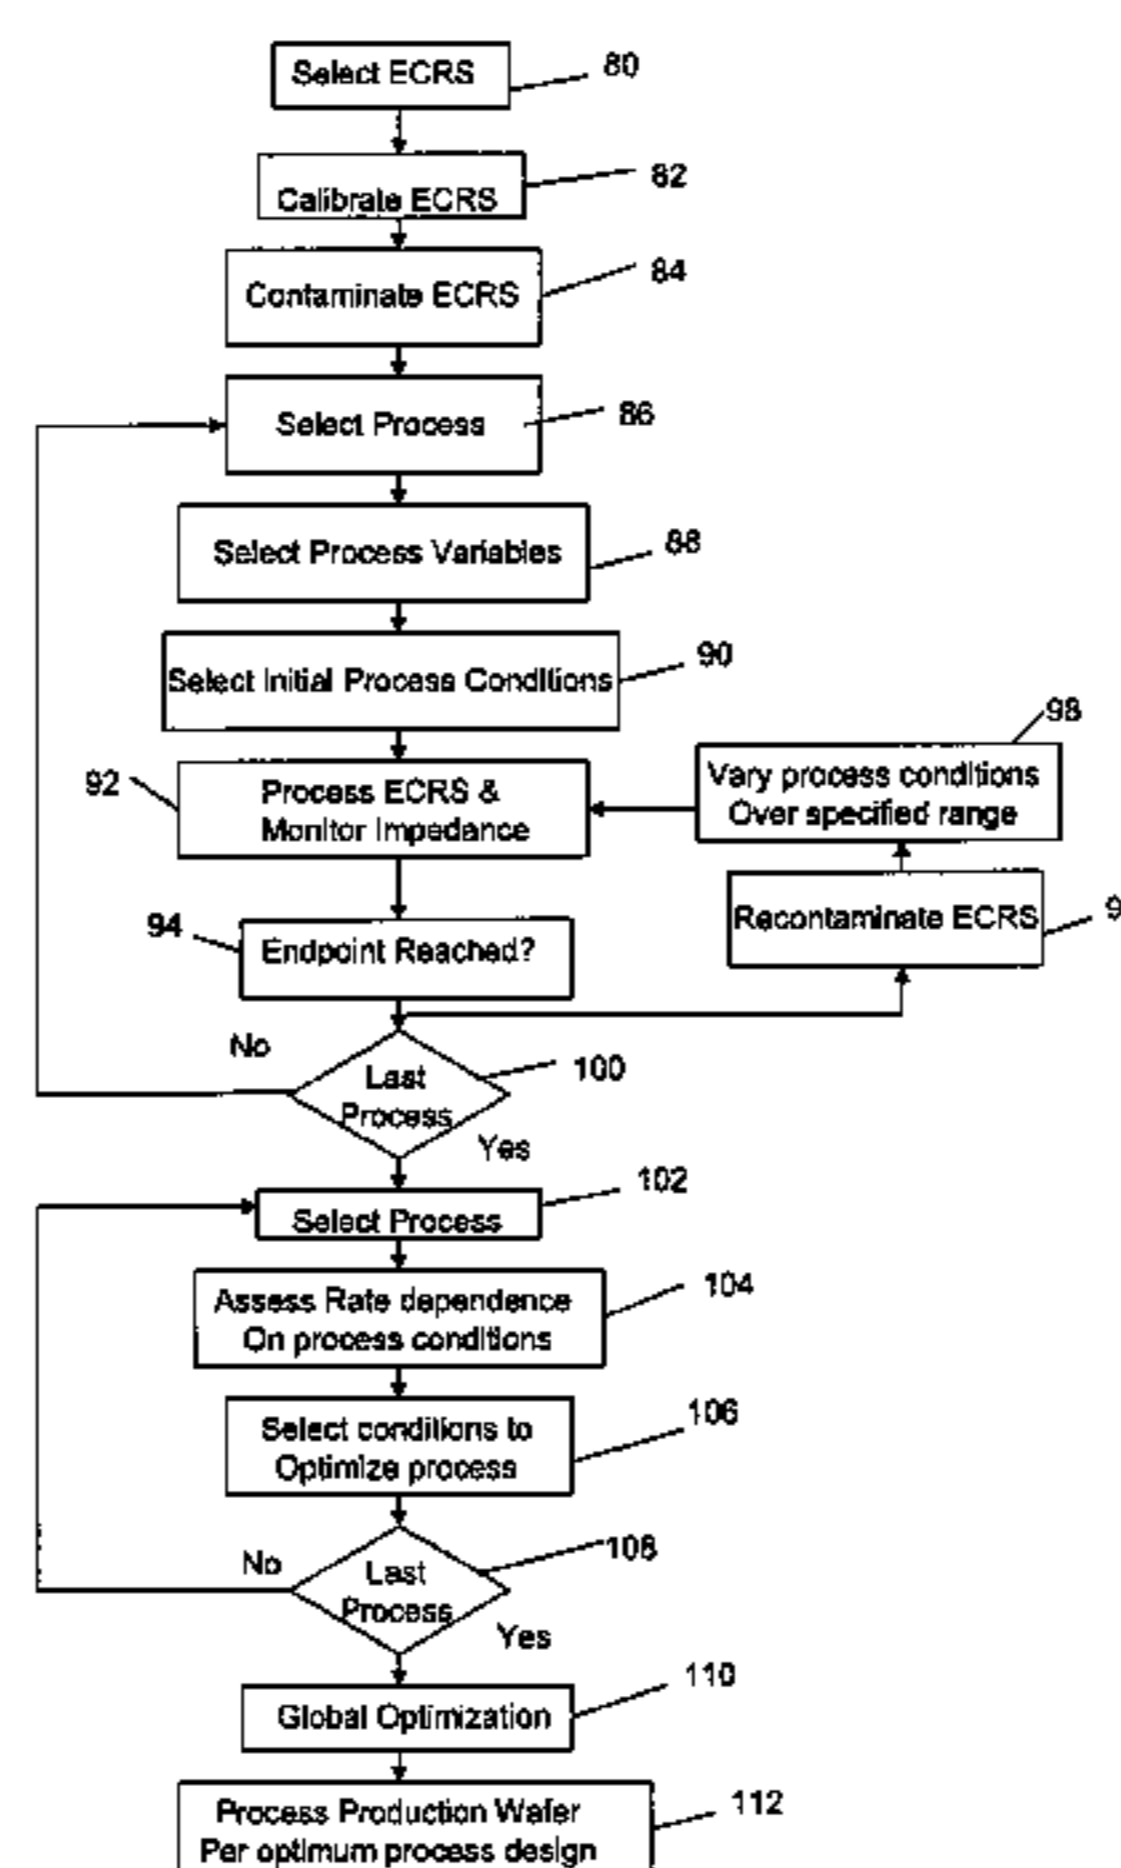 Select ECRS
80
Calibrate ECRS
82
Contaminate ECRS
84
Select Process
86
Select Process Variables
88
Select Initial Process Conditions
90
98
Vary process conditions
Over specified range
92
Process ECRS &
Monitor Impedance
Recontaminate ECRS
9
94
Endpoint Reached?
No
Last
Process
100
Yes
Select Process
102
Assess Rate dependence
On process conditions
104
Select conditions to
Optimize process
106
No
Last
Process
108
Yes
Global Optimization
110
Process Production Wafer
Per optimum process design
112